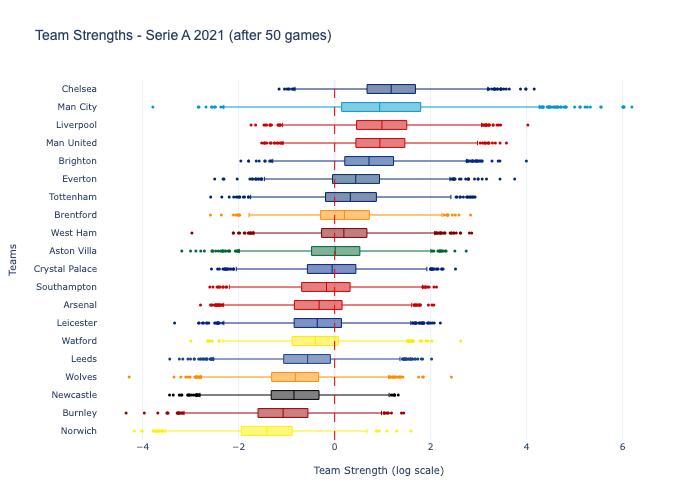 Team Strengths - Serie A 2021 (after 50 games)
Chelsea
Man City
Liverpool
Man United
Brighton
Everton
Tottenham
Brentford
West Ham
Aston Villa
Crystal Palace
Southampton
Arsenal
Leicester
Watford
Leeds
Wolves
Newcastle
Burnley
Norwich
Teams
−4
−2
0
2
4
6
Team Strength (log scale)